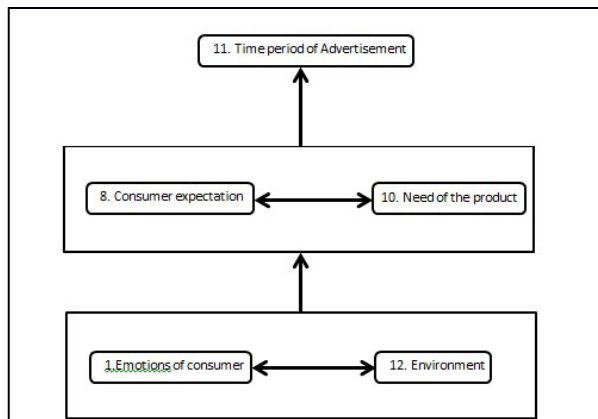 11. Time period of Advertisement
8. Consumer expectation
10. Need of the product
1.Emotions of consumer
12. Environment